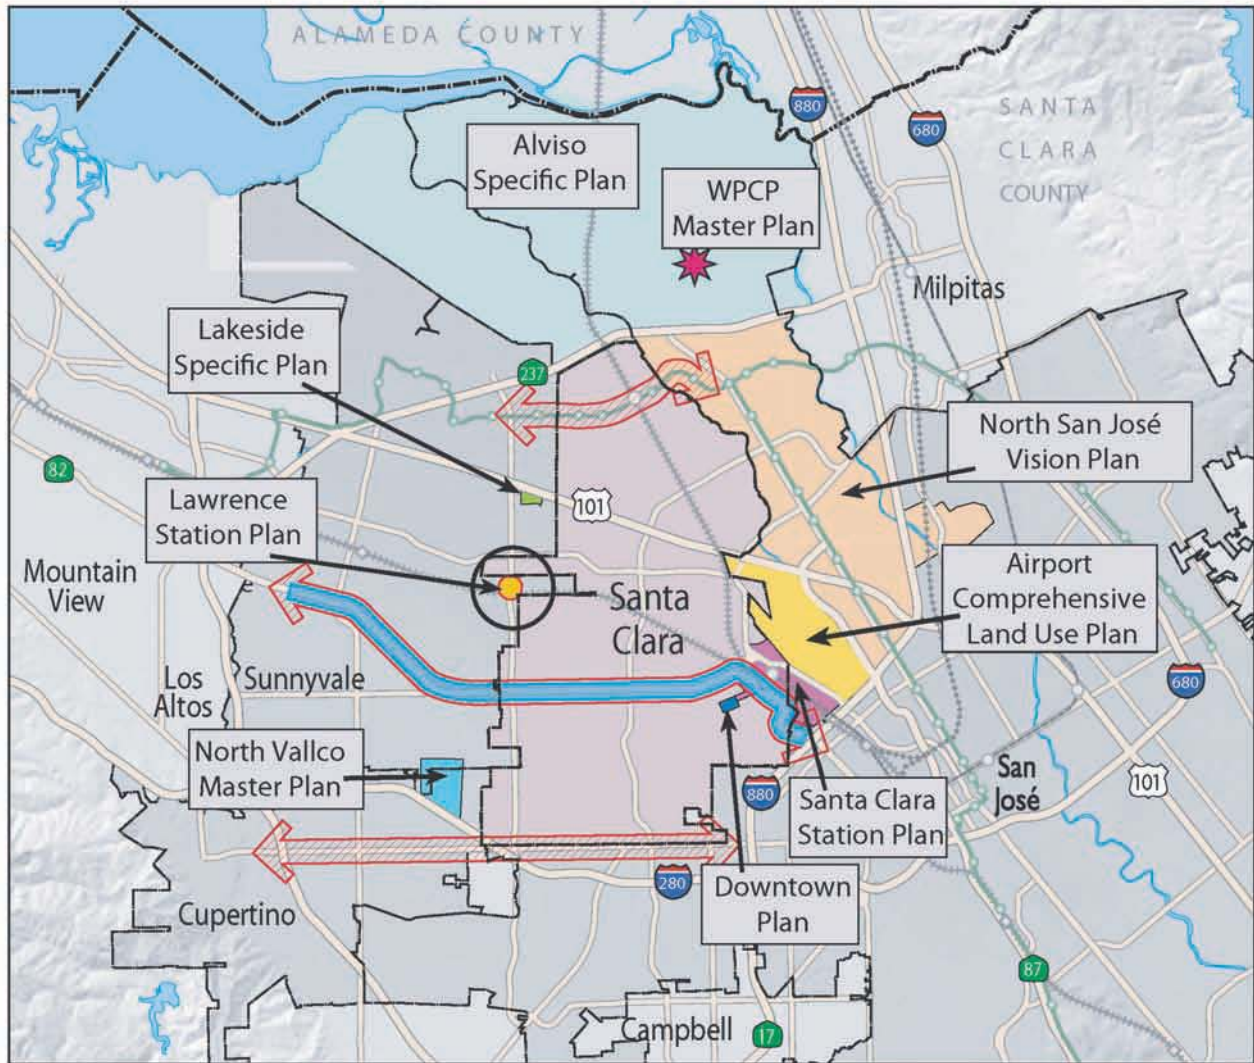 ALAMEDA COUNTY
880
680
SANTA
CLARA
COUNTY
Alviso
Specific Plan
WPCP
Master Plan
Milpitas
Lakeside
Specific Plan
237
North San José
Vision Plan
82
Lawrence
Station Plan
101
Mountain
View
Santa
Clara
Airport
Comprehensive
Land Use Plan
Los
Altos
Sunnyvale
680
North Vallco
Master Plan
880
Santa Clara
Station Plan
San
José
101
280
Downtown
Plan
Cupertino
87
Campbell
17